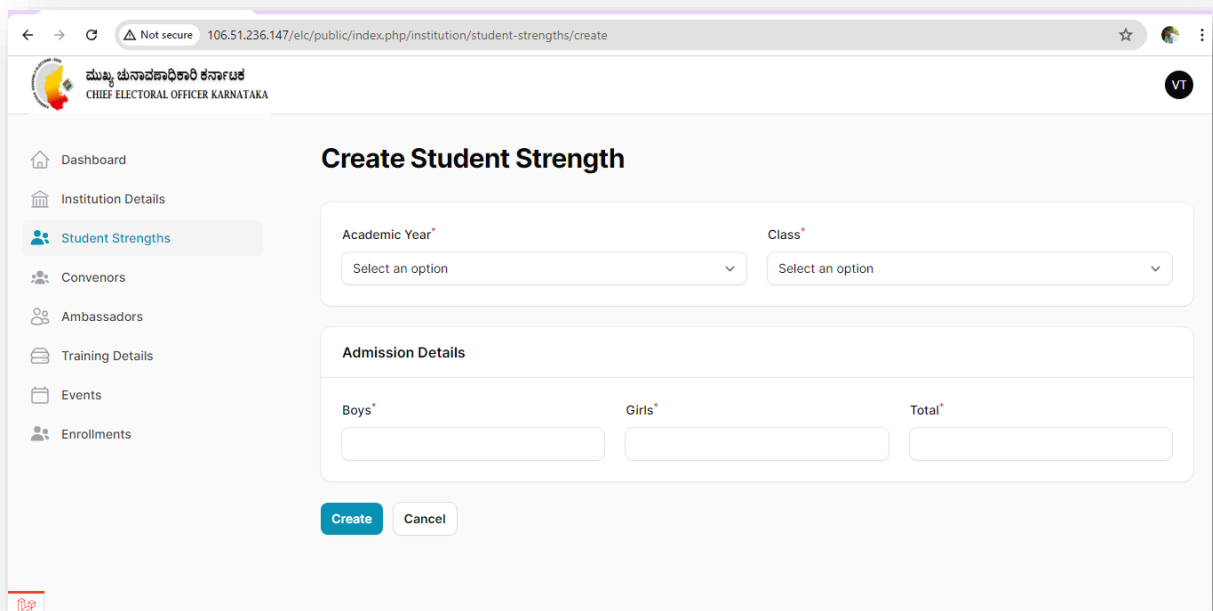 Not secure 106.51.236.147/elc/public/index.php/institution/student-strengths/create
ಮುಖ್ಯ ಚುನಾವಣಾಧಿಕಾರಿ ಕರ್ನಾಟಕ
CHIEF ELECTORAL OFFICER KARNATAKA
VT
Dashboard
Institution Details
Student Strengths
Convenors
Ambassadors
Training Details
Events
Enrollments
Create Student Strength
Academic Year* Class*
Select an option Select an option
Admission Details
Boys* Girls* Total*
Create Cancel